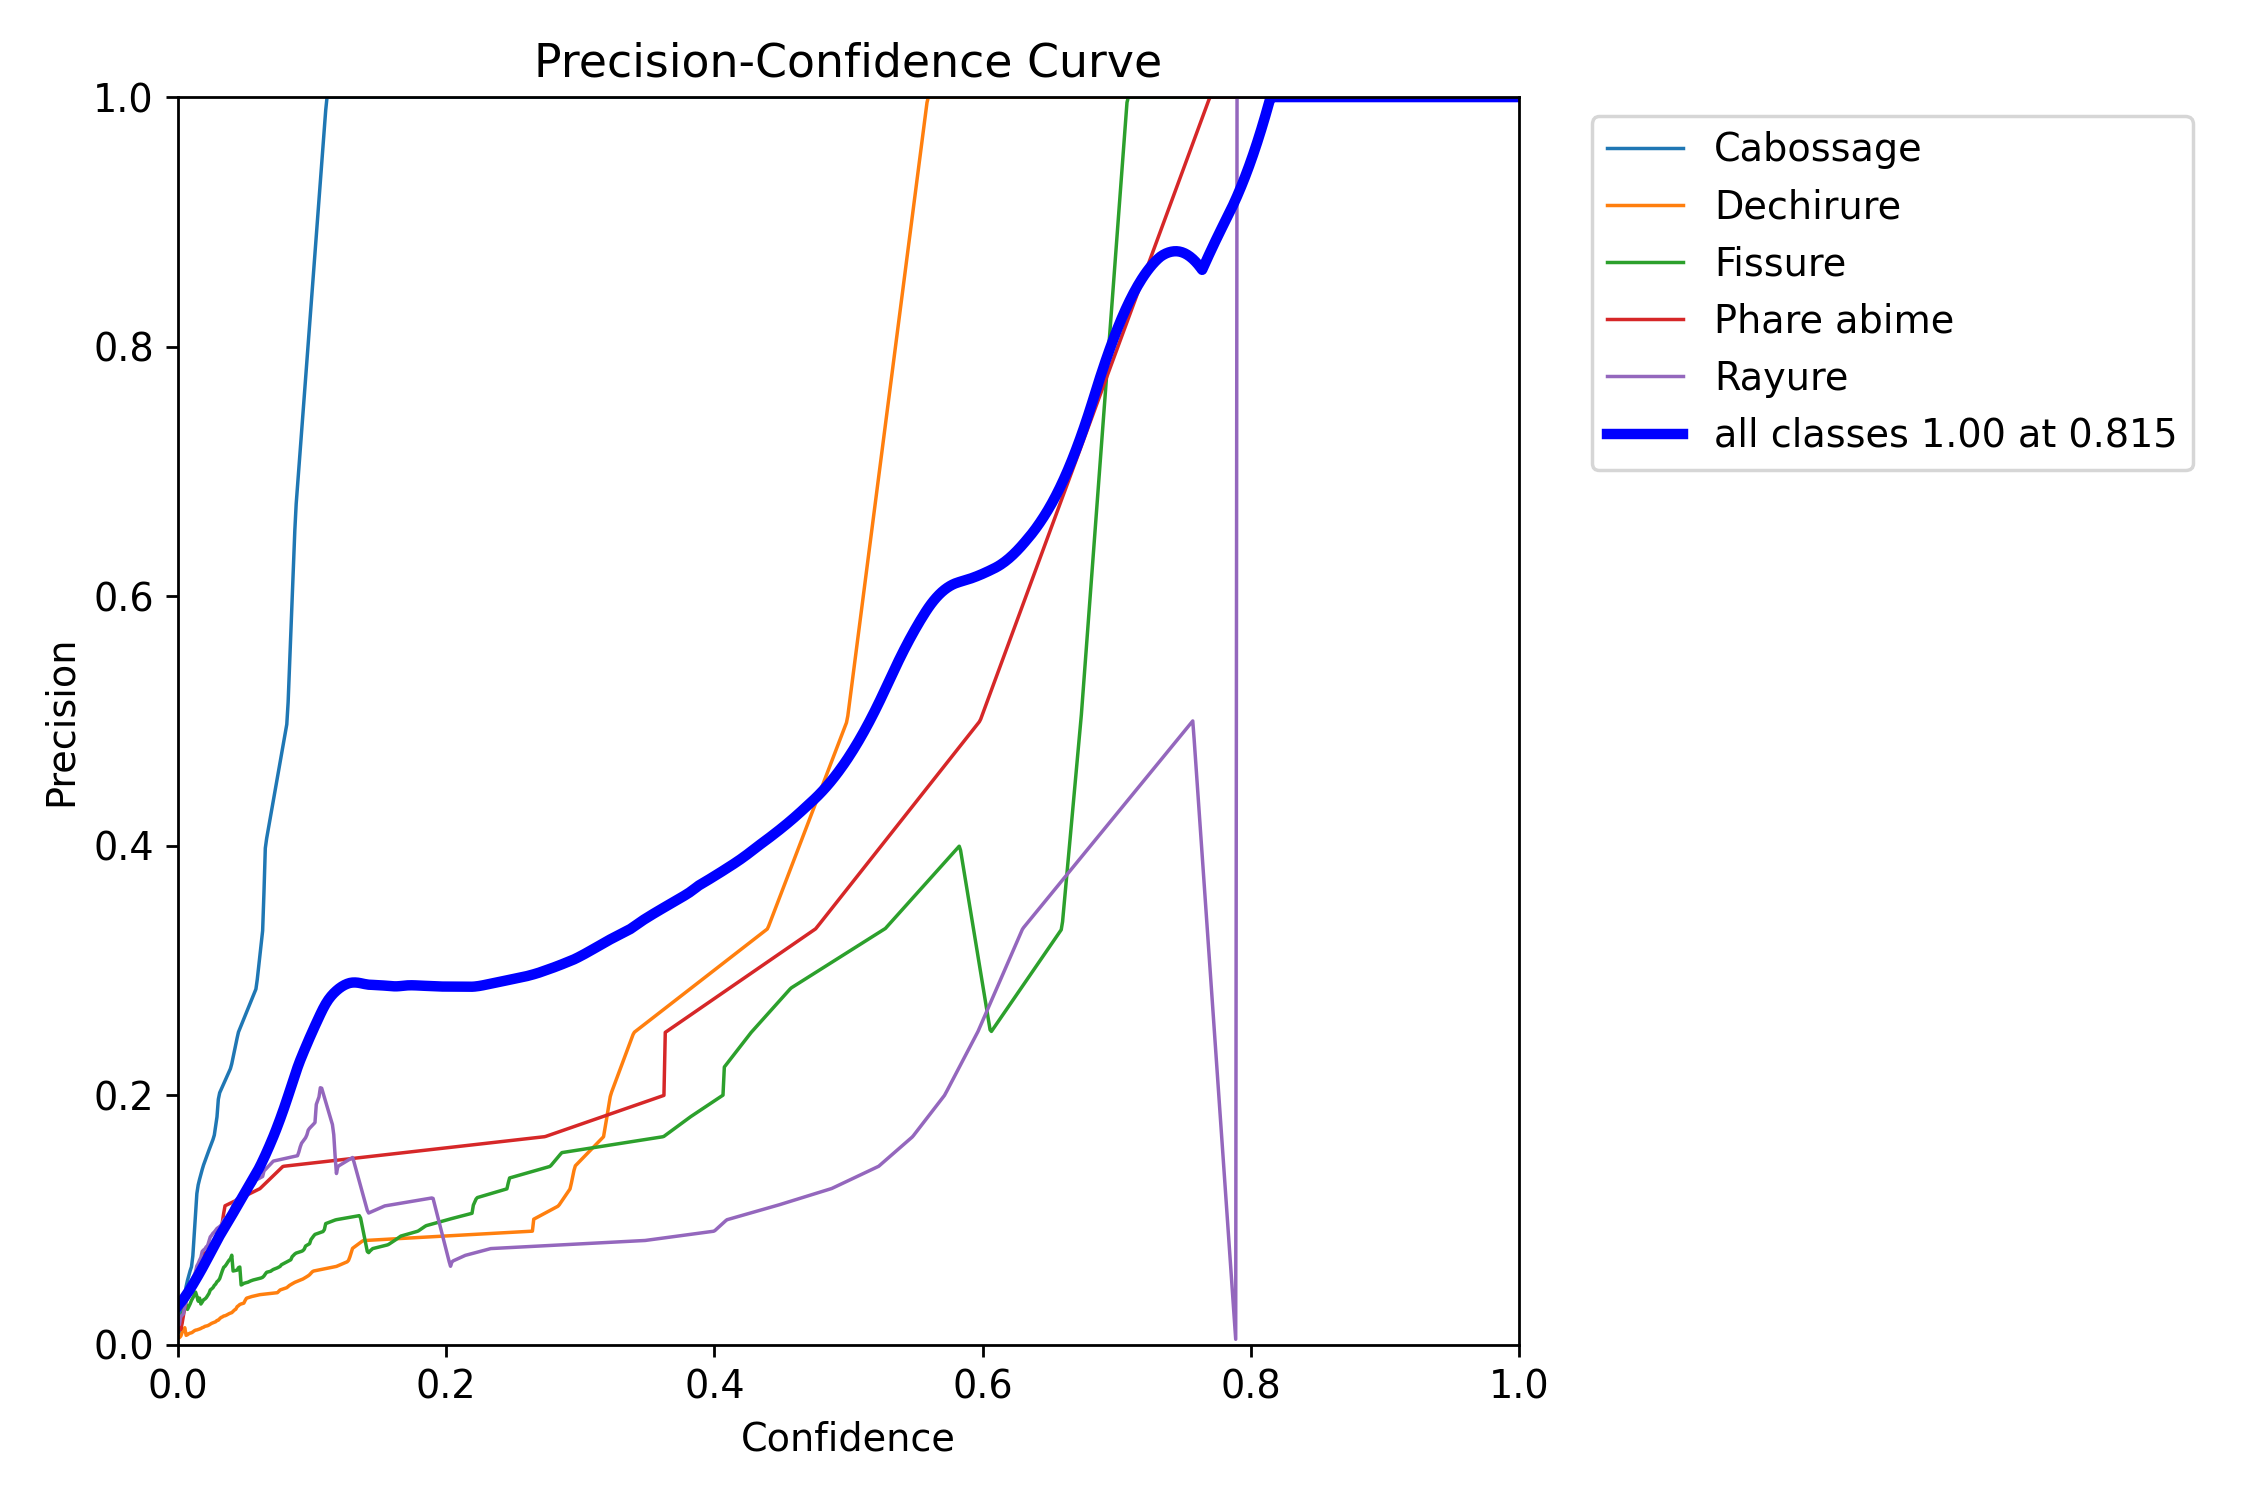 Precision-Confidence Curve
1.0
0.8
0.6
0.4
0.2
0.0
Precision
0.0 0.2 0.4 0.6 0.8 1.0
Confidence
Cabossage
Dechirure
Fissure
Phare abime
Rayure
all classes 1.00 at 0.815